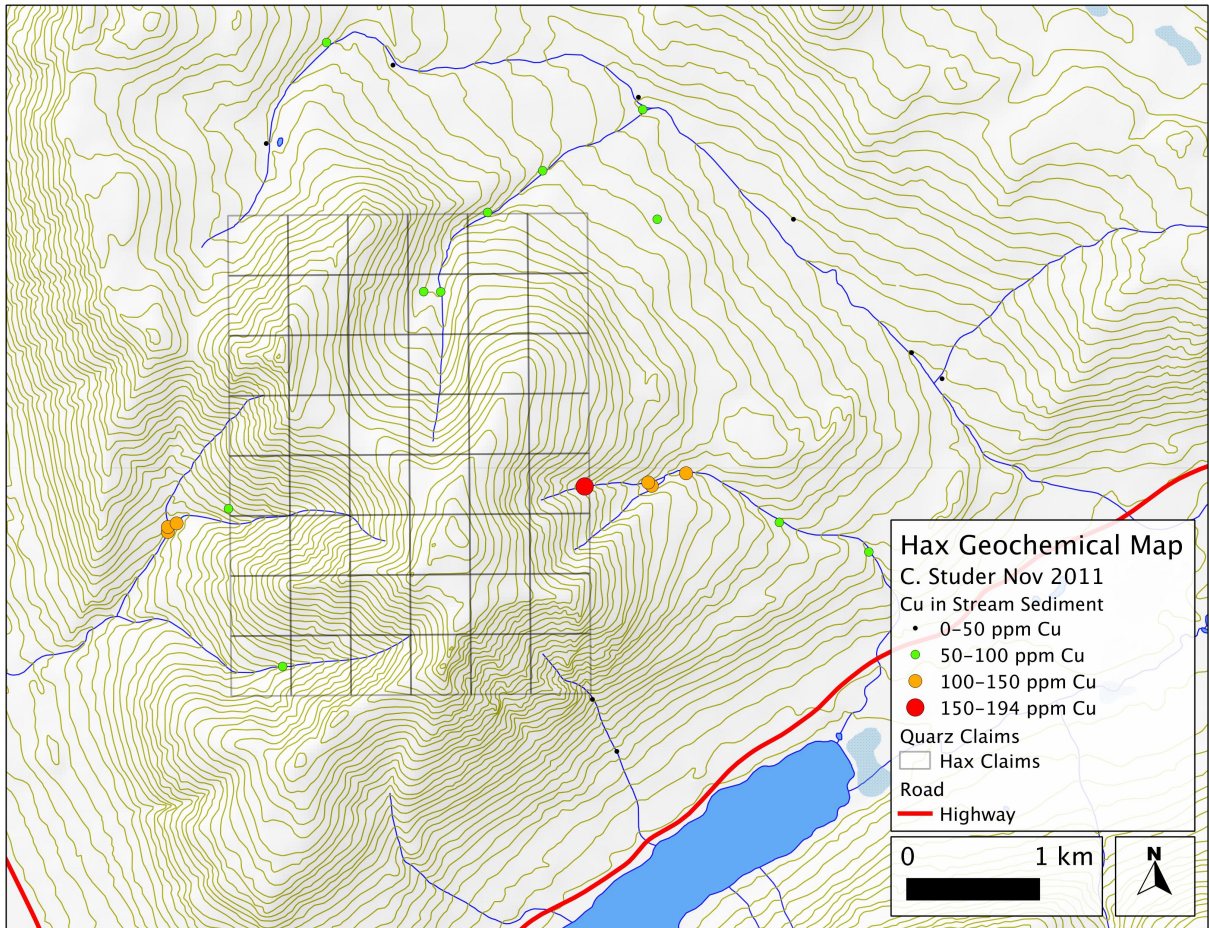 Hax Geochemical Map
C. Studer Nov 2011
Cu in Stream Sediment
0–50 ppm Cu
50–100 ppm Cu
100–150 ppm Cu
150–194 ppm Cu
Quarz Claims
Hax Claims
Road
Highway
0 1 km
N